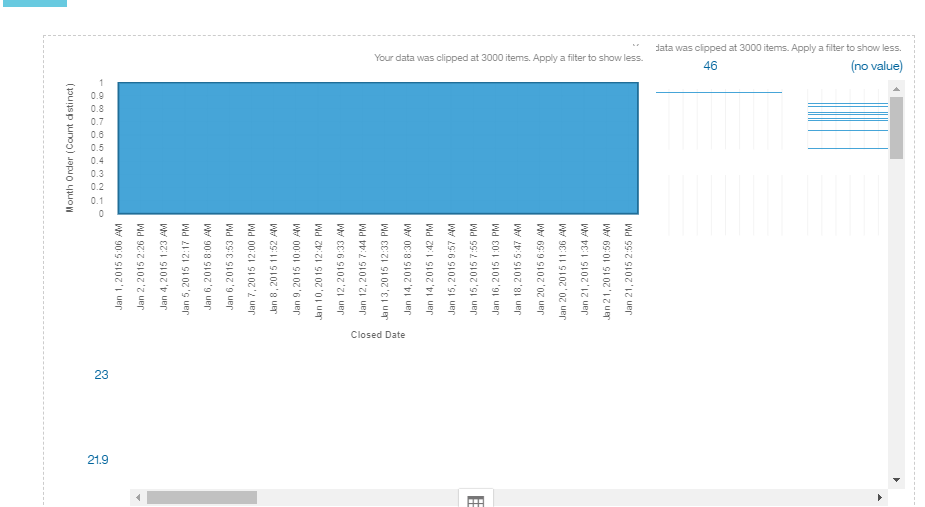 data was clipped at 3000 items. Apply a filter to show less.
Your data was clipped at 3000 items. Apply a filter to show less.
46
(no value)
Month Order (Count distinct)
1
0.9
0.8
0.7
0.6
0.5
0.4
0.3
0.2
0.1
0
Jan 1, 2015 5:06 AM
Jan 2, 2015 2:26 PM
Jan 4, 2015 1:23 AM
Jan 5, 2015 12:17 PM
Jan 6, 2015 8:06 AM
Jan 6, 2015 3:53 PM
Jan 7, 2015 12:00 PM
Jan 8, 2015 11:52 AM
Jan 9, 2015 10:00 AM
Jan 10, 2015 12:42 PM
Jan 12, 2015 9:33 AM
Jan 12, 2015 7:44 PM
Jan 13, 2015 12:33 PM
Jan 14, 2015 8:30 AM
Jan 14, 2015 1:42 PM
Jan 15, 2015 9:57 AM
Jan 15, 2015 7:55 PM
Jan 16, 2015 1:03 PM
Jan 18, 2015 5:47 AM
Jan 20, 2015 6:59 AM
Jan 20, 2015 11:36 AM
Jan 21, 2015 1:34 AM
Jan 21, 2015 10:59 AM
Jan 21, 2015 2:55 PM
Closed Date
23
21.9